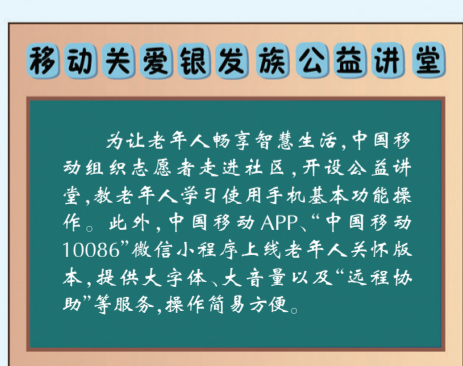 移动关爱银发族公益讲堂
为让老年人畅享智慧生活,中国移
动组织志愿者走进社区,开设公益讲
堂,教老年人学习使用手机基本功能操
作。此外,中国移动APP、“中国移动
10086”微信小程序上线老年人关怀版
本,提供大字体、大音量以及“远程协
助”等服务,操作简易方便。